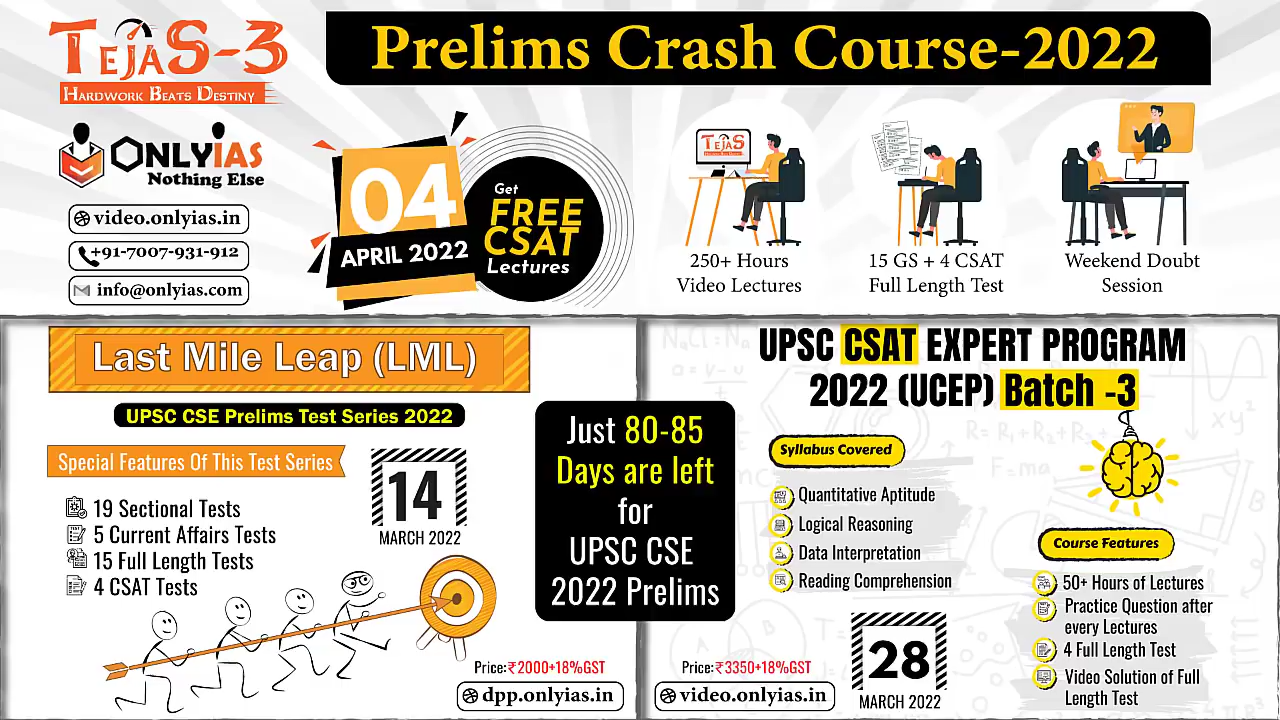 TEJAS-3
HARDWORK BEATS DESTINY
Prelims Crash Course-2022
ONLYIAS
Nothing Else
video.onlyias.in
+91-7007-931-912
info@onlyias.com
04
APRIL 2022
Get
FREE
CSAT
Lectures
TEJAS
250+ Hours
Video Lectures
15 GS + 4 CSAT
Full Length Test
Weekend Doubt
Session
Last Mile Leap (LML)
UPSC CSE Prelims Test Series 2022
Special Features Of This Test Series
19 Sectional Tests
5 Current Affairs Tests
15 Full Length Tests
4 CSAT Tests
14
MARCH 2022
Price:₹2000+18%GST
dpp.onlyias.in
Just 80-85
Days are left
for
UPSC CSE
2022 Prelims
UPSC CSAT EXPERT PROGRAM
2022 (UCEP) Batch -3
Syllabus Covered
Quantitative Aptitude
Logical Reasoning
Data Interpretation
Reading Comprehension
Course Features
50+ Hours of Lectures
Practice Question after
every Lectures
4 Full Length Test
Video Solution of Full
Length Test
28
MARCH 2022
Price:₹3350+18%GST
video.onlyias.in